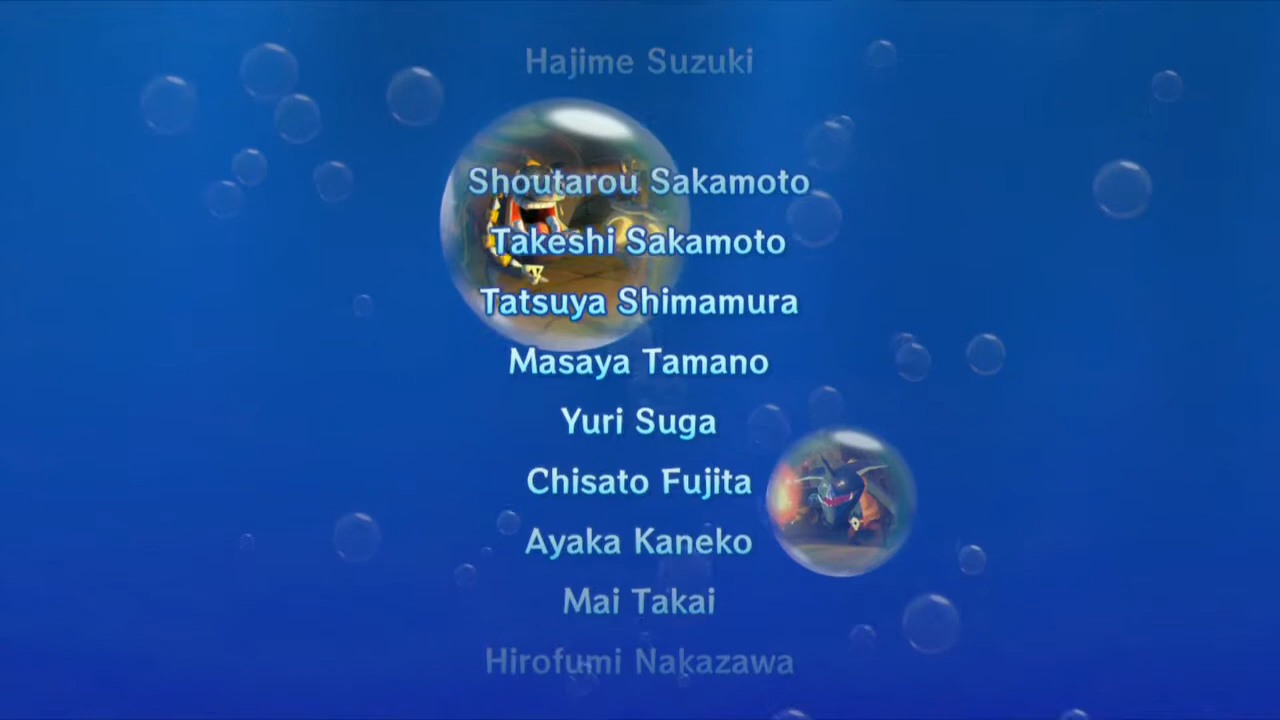 Hajime Suzuki
Shoutarou Sakamoto
Takeshi Sakamoto
Tatsuya Shimamura
Masaya Tamano
Yuri Suga
Chisato Fujita
Ayaka Kaneko
Mai Takai
Hirofumi Nakazawa